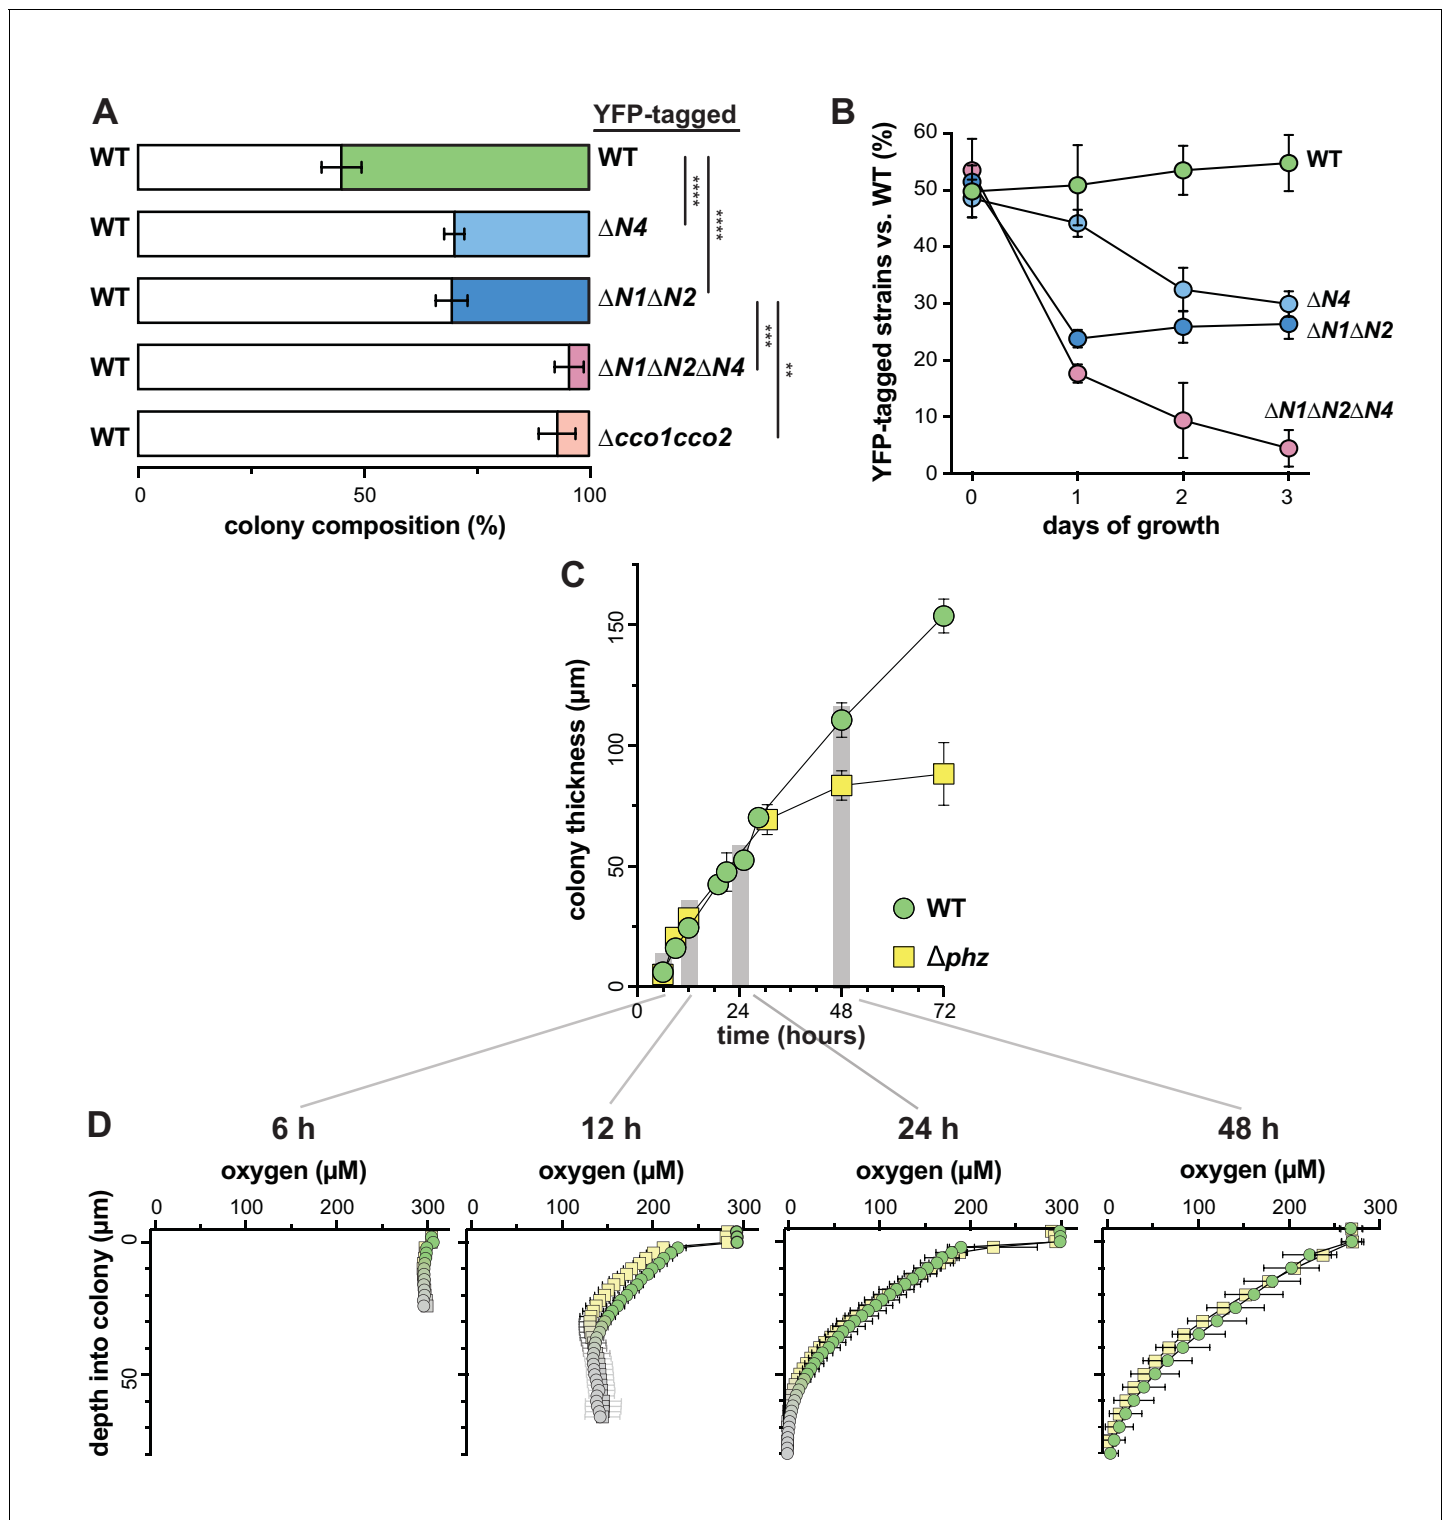 A
YFP-tagged
WT WT
WT ΔN4
WT ΔN1ΔN2
WT ΔN1ΔN2ΔN4
WT Δcco1cco2
****
****
***
**
0 50 100
colony composition (%)
B
YFP-tagged strains vs. WT (%)
60
50
40
30
20
10
0
0 1 2 3
days of growth
WT
ΔN4
ΔN1ΔN2
ΔN1ΔN2ΔN4
C
colony thickness (µm)
150
100
50
0
0 24 48 72
time (hours)
WT
Δphz
D
6 h 12 h 24 h 48 h
oxygen (µM) oxygen (µM) oxygen (µM) oxygen (µM)
0 100 200 300 0 100 200 300 0 100 200 300 0 100 200 300
depth into colony (µm)
0
50